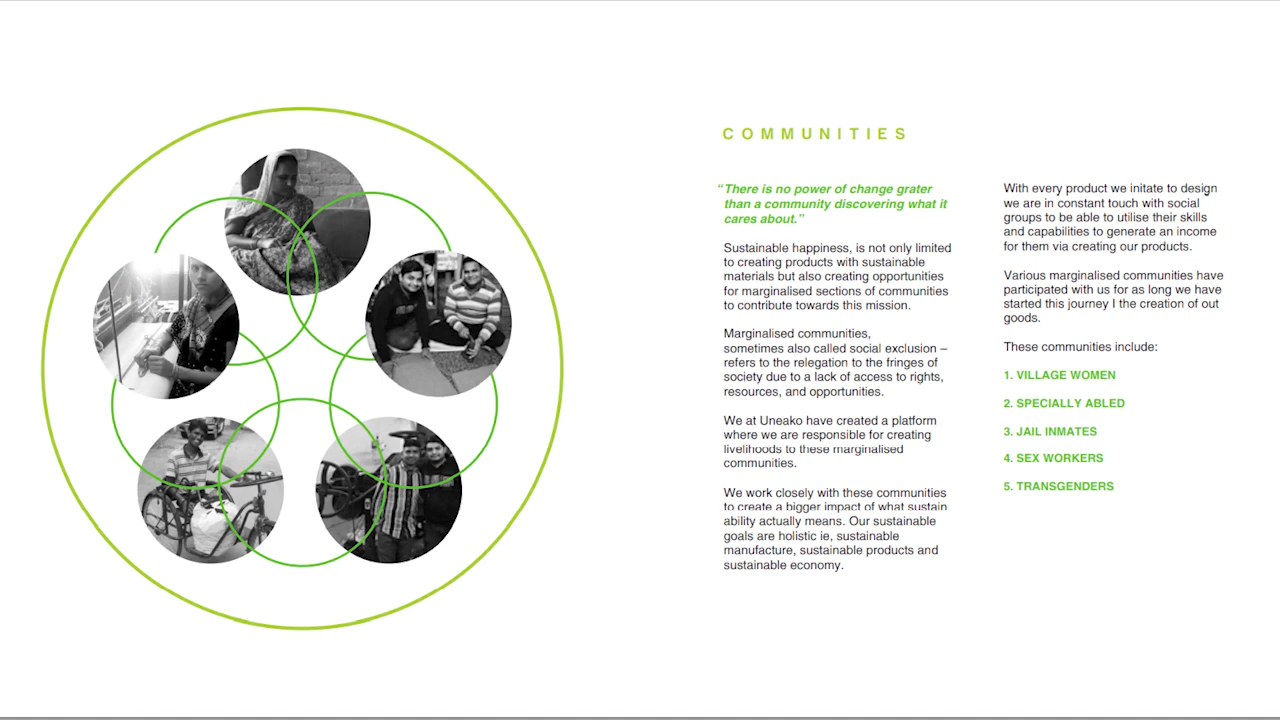 COMMUNITIES
“There is no power of change grater
than a community discovering what it
cares about.”
Sustainable happiness, is not only limited
to creating products with sustainable
materials but also creating opportunities
for marginalised sections of communities
to contribute towards this mission.
Marginalised communities,
sometimes also called social exclusion –
refers to the relegation to the fringes of
society due to a lack of access to rights,
resources, and opportunities.
We at Uneako have created a platform
where we are responsible for creating
livelihoods to these marginalised
communities.
We work closely with these communities
to create a bigger impact of what sustain
ability actually means. Our sustainable
goals are holistic ie, sustainable
manufacture, sustainable products and
sustainable economy.
With every product we initate to design
we are in constant touch with social
groups to be able to utilise their skills
and capabilities to generate an income
for them via creating our products.
Various marginalised communities have
participated with us for as long we have
started this journey I the creation of out
goods.
These communities include:
1. VILLAGE WOMEN
2. SPECIALLY ABLED
3. JAIL INMATES
4. SEX WORKERS
5. TRANSGENDERS